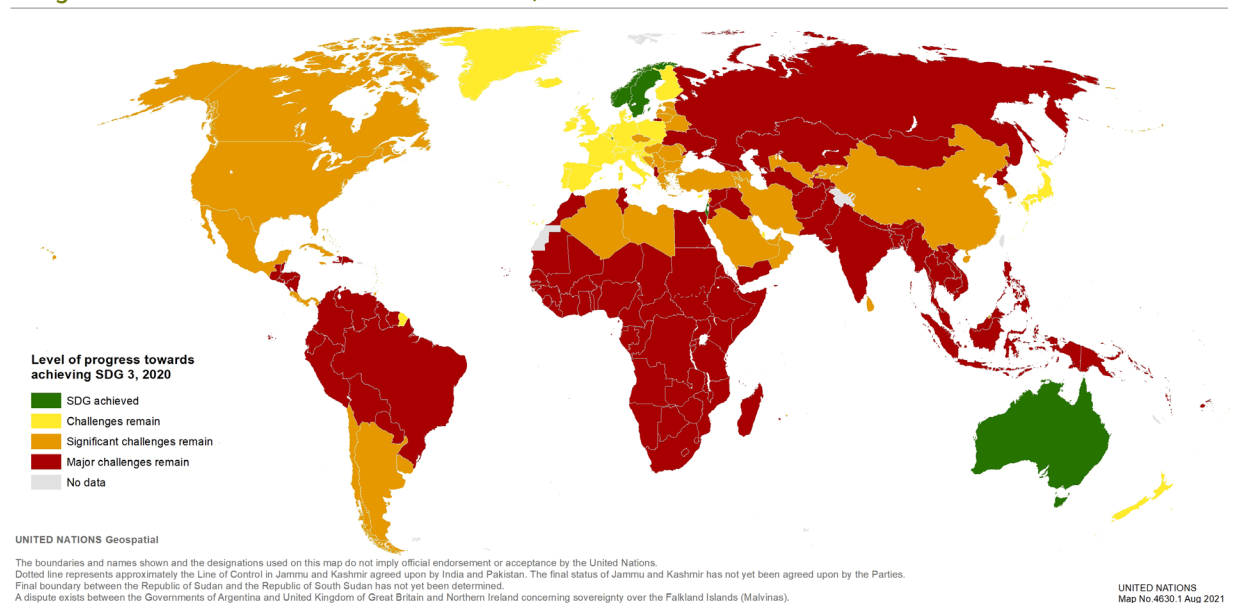 Level of progress towards
achieving SDG 3, 2020
SDG achieved
Challenges remain
Significant challenges remain
Major challenges remain
No data
UNITED NATIONS Geospatial
The boundaries and names shown and the designations used on this map do not imply official endorsement or acceptance by the United Nations.
Dotted line represents approximately the Line of Control in Jammu and Kashmir agreed upon by India and Pakistan. The final status of Jammu and Kashmir has not yet been agreed upon by the Parties.
Final boundary between the Republic of Sudan and the Republic of South Sudan has not yet been determined.
A dispute exists between the Governments of Argentina and United Kingdom of Great Britain and Northern Ireland concerning sovereignty over the Falkland Islands (Malvinas).
UNITED NATIONS
Map No.4630.1 Aug 2021